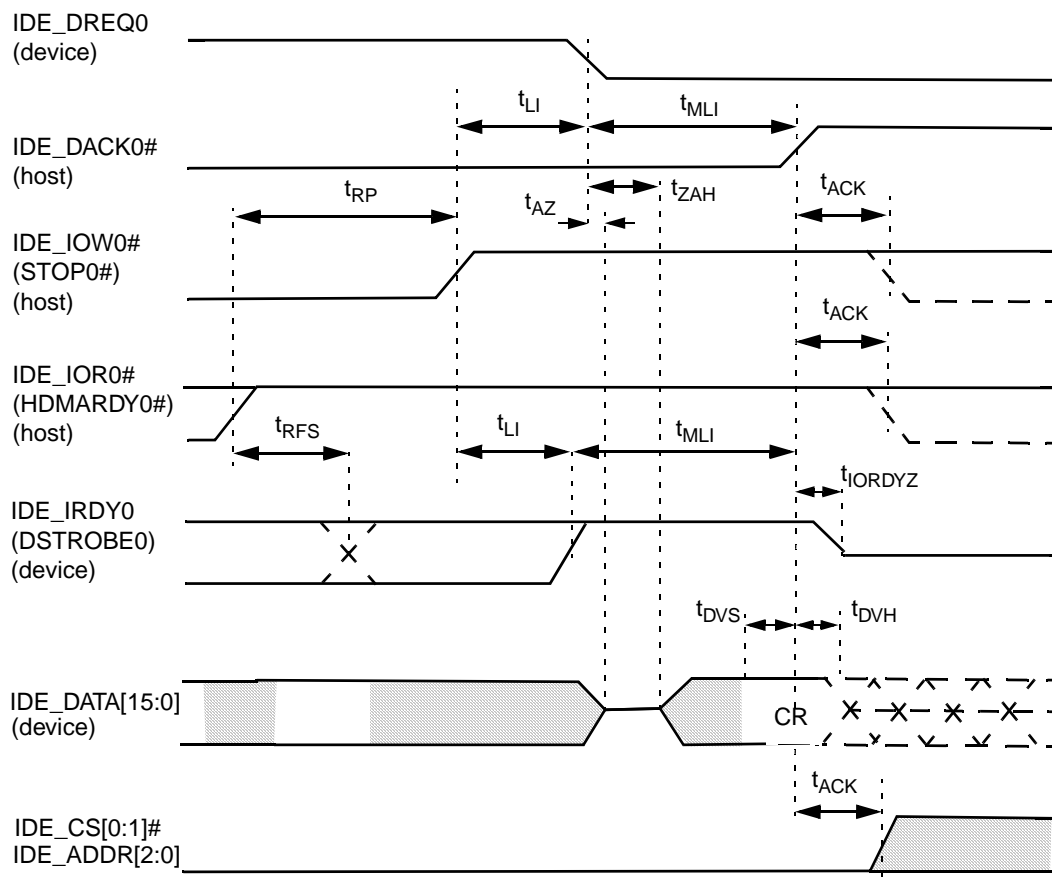 IDE_DREQ0
(device)
tLI
tMLI
IDE_DACK0#
(host)
tRP
tAZ
tZAH
tACK
IDE_IOW0#
(STOP0#)
(host)
tACK
IDE_IOR0#
(HDMARDY0#)
(host)
tRFS
tLI
tMLI
tIORDYZ
IDE_IRDY0
(DSTROBE0)
(device)
tDVS
tDVH
IDE_DATA[15:0]
(device)
CR
tACK
IDE_CS[0:1]#
IDE_ADDR[2:0]